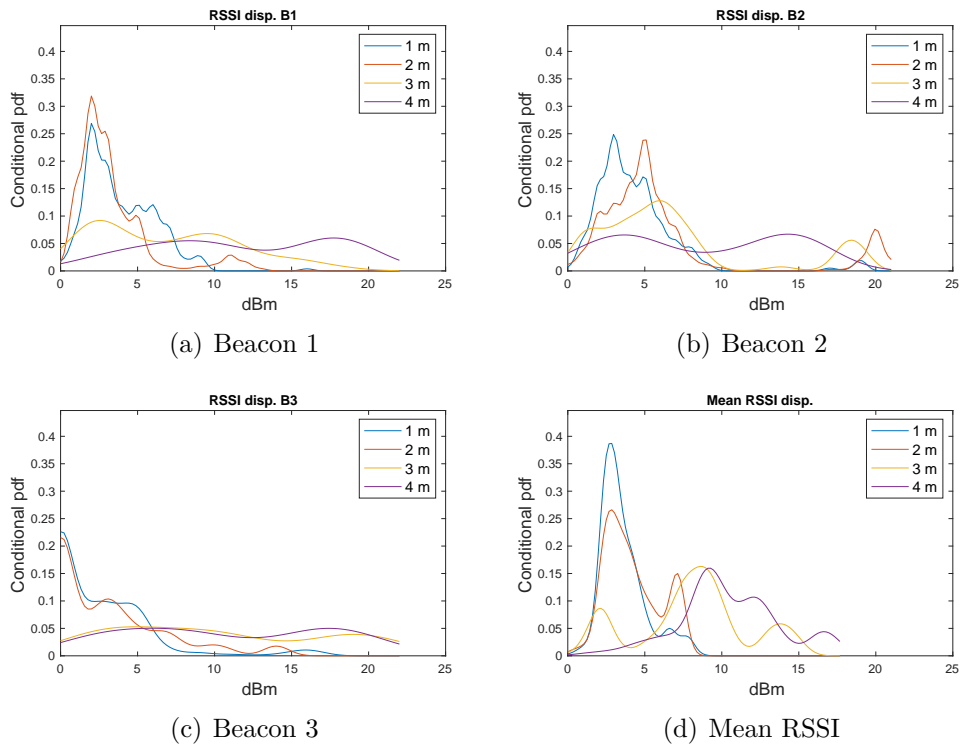 RSSI disp. B1
Conditional pdf
0.4
0.35
0.3
0.25
0.2
0.15
0.1
0.05
0
0 5 10 15 20 25
dBm
1 m
2 m
3 m
4 m
(a) Beacon 1
RSSI disp. B2
Conditional pdf
0.4
0.35
0.3
0.25
0.2
0.15
0.1
0.05
0
0 5 10 15 20 25
dBm
1 m
2 m
3 m
4 m
(b) Beacon 2
RSSI disp. B3
Conditional pdf
0.4
0.35
0.3
0.25
0.2
0.15
0.1
0.05
0
0 5 10 15 20 25
dBm
1 m
2 m
3 m
4 m
(c) Beacon 3
Mean RSSI disp.
Conditional pdf
0.4
0.35
0.3
0.25
0.2
0.15
0.1
0.05
0
0 5 10 15 20 25
dBm
1 m
2 m
3 m
4 m
(d) Mean RSSI